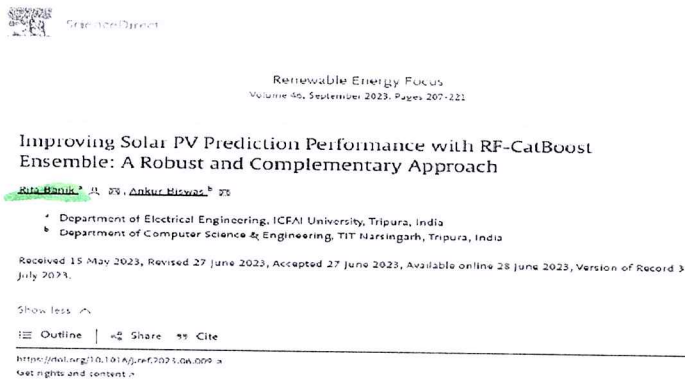 ScienceDirect
Renewable Energy Focus
Volume 46, September 2023, Pages 207-221
Improving Solar PV Prediction Performance with RF-CatBoost
Ensemble: A Robust and Complementary Approach
Rita Banik a, Ankur Biswas b
a Department of Electrical Engineering, ICFAI University, Tripura, India
b Department of Computer Science & Engineering, TIT Narsingarh, Tripura, India
Received 15 May 2023, Revised 27 June 2023, Accepted 27 June 2023, Available online 28 June 2023, Version of Record 3
July 2023.
Show less
Outline | Share Cite
https://doi.org/10.1016/j.ref.2023.06.009
Get rights and content